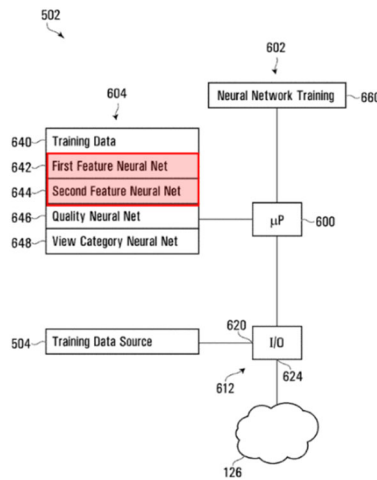 502
602
604
Neural Network Training
660
640
Training Data
642
First Feature Neural Net
644
Second Feature Neural Net
646
Quality Neural Net
648
View Category Neural Net
µP
600
504
Training Data Source
620
I/O
612
624
126